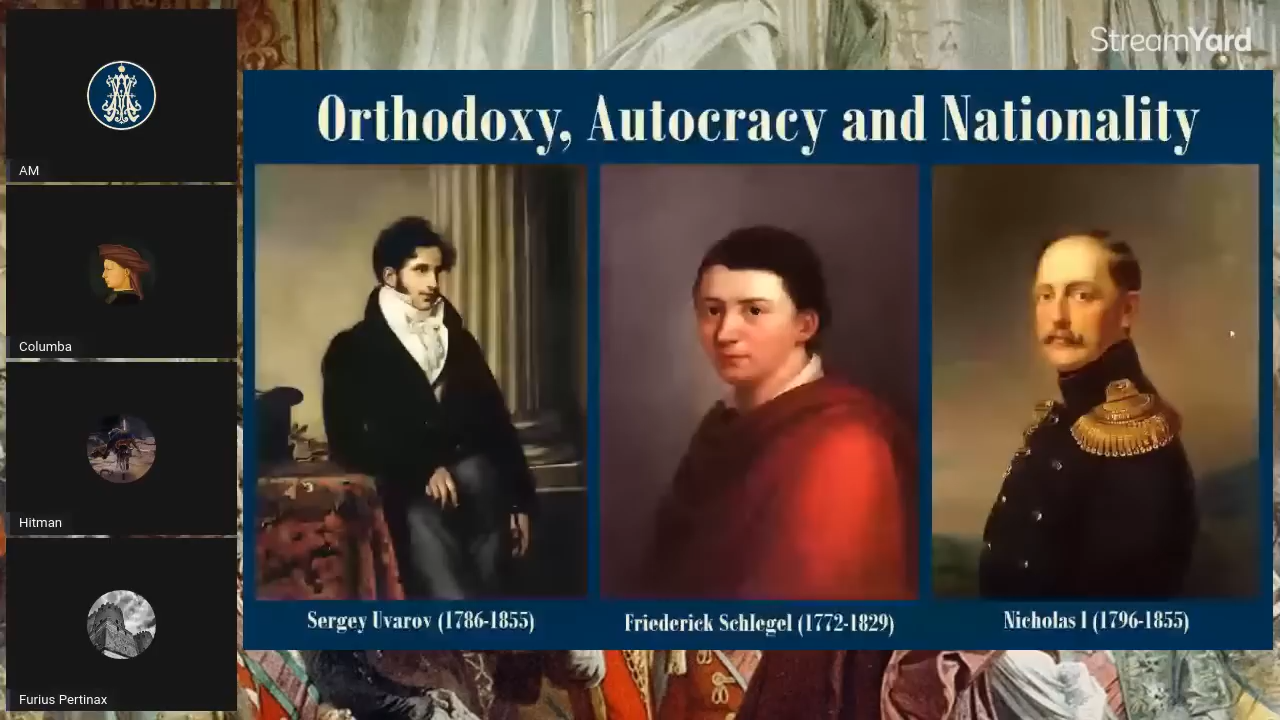 StreamYard
Orthodoxy, Autocracy and Nationality
AM
Columba
Hitman
Furius Pertinax
Sergey Uvarov (1786-1855)
Friederick Schlegel (1772-1829)
Nicholas I (1796-1855)